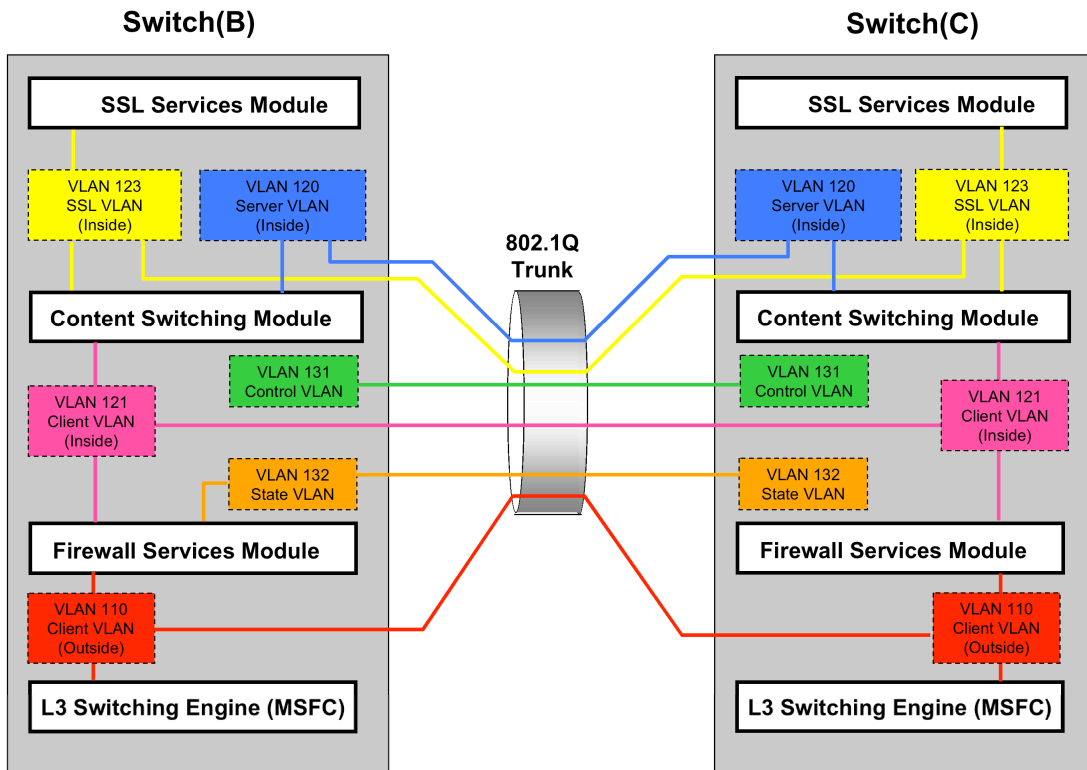 Switch(B)
SSL Services Module
VLAN 123
SSL VLAN
(Inside)
VLAN 120
Server VLAN
(Inside)
Content Switching Module
VLAN 131
Control VLAN
VLAN 121
Client VLAN
(Inside)
VLAN 132
State VLAN
Firewall Services Module
VLAN 110
Client VLAN
(Outside)
L3 Switching Engine (MSFC)
802.1Q
Trunk
Switch(C)
SSL Services Module
VLAN 120
Server VLAN
(Inside)
VLAN 123
SSL VLAN
(Inside)
Content Switching Module
VLAN 131
Control VLAN
VLAN 121
Client VLAN
(Inside)
VLAN 132
State VLAN
Firewall Services Module
VLAN 110
Client VLAN
(Outside)
L3 Switching Engine (MSFC)